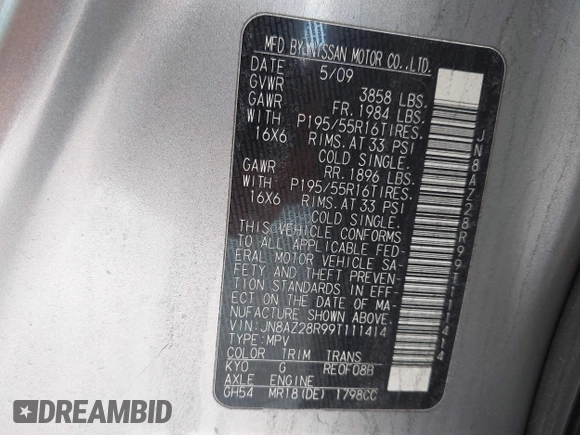 MFD BY NISSAN MOTOR CO.,LTD.
DATE 5/09
GVWR 3858 LBS.
GAWR FR. 1984 LBS.
WITH P195/55R16TIRES,
16X6 RIMS.AT 33 PSI
COLD SINGLE.
GAWR RR. 1896 LBS.
WITH P195/55R16TIRES,
16X6 RIMS.AT 33 PSI
COLD SINGLE.
THIS VEHICLE CONFORMS
TO ALL APPLICABLE FED-
ERAL MOTOR VEHICLE SA-
FETY AND THEFT PREVEN-
TION STANDARDS IN EFF-
ECT ON THE DATE OF MA-
NUFACTURE SHOWN ABOVE.
VIN:JN8AZ28R99T111414
TYPE:MPV
COLOR TRIM TRANS
KY0 G RE0F08B
AXLE ENGINE
GH54 MR18(DE) 1798CC
JN8AZ28R99T111414
DREAMBID